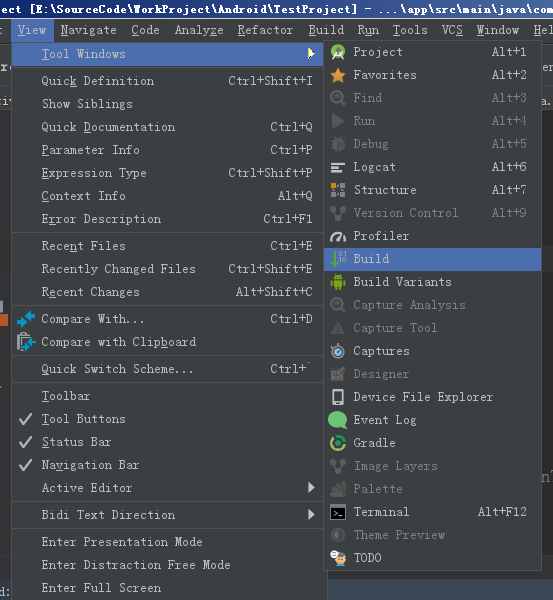 ect [E:\SourceCode\WorkProject\Android\TestProject] - ...\app\src\main\java\com
View Navigate Code Analyze Refactor Build Run Tools VCS Window Hel
Tool Windows
Quick Definition Ctrl+Shift+I
Show Siblings
Quick Documentation Ctrl+Q
Parameter Info Ctrl+P
Expression Type Ctrl+Shift+P
Context Info Alt+Q
Error Description Ctrl+F1
Recent Files Ctrl+E
Recently Changed Files Ctrl+Shift+E
Recent Changes Alt+Shift+C
Compare With... Ctrl+D
Compare with Clipboard
Quick Switch Scheme... Ctrl+`
Toolbar
Tool Buttons
Status Bar
Navigation Bar
Active Editor
Bidi Text Direction
Enter Presentation Mode
Enter Distraction Free Mode
Enter Full Screen
Project Alt+1
Favorites Alt+2
Find Alt+3
Run Alt+4
Debug Alt+5
Logcat Alt+6
Structure Alt+7
Version Control Alt+9
Profiler
Build
Build Variants
Capture Analysis
Capture Tool
Captures
Designer
Device File Explorer
Event Log
Gradle
Image Layers
Palette
Terminal Alt+F12
Theme Preview
TODO